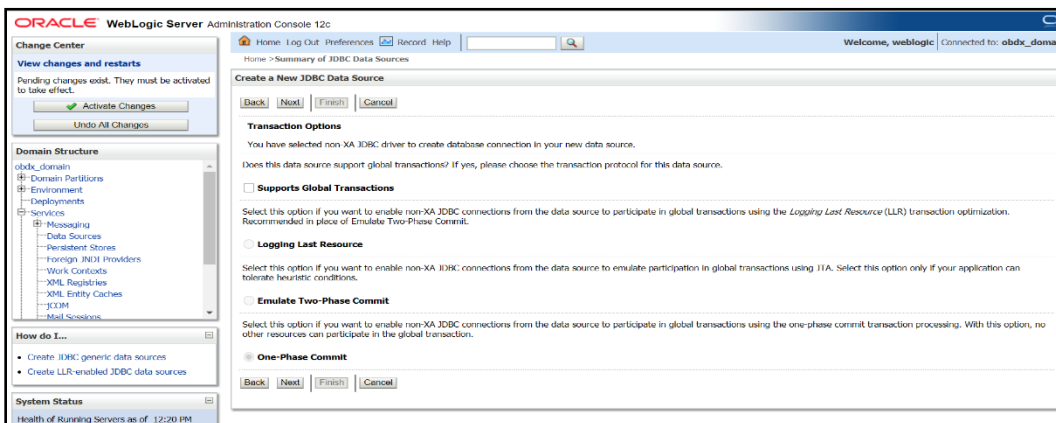 ORACLE WebLogic Server Administration Console 12c
Change Center
View changes and restarts
Pending changes exist. They must be activated
to take effect.
Activate Changes
Undo All Changes
Domain Structure
obdx_domain
Domain Partitions
Environment
Deployments
Services
Messaging
Data Sources
Persistent Stores
Foreign JNDI Providers
Work Contexts
XML Registries
XML Entity Caches
jCOM
Mail Sessions
How do I...
Create JDBC generic data sources
Create LLR-enabled JDBC data sources
System Status
Health of Running Servers as of 12:20 PM
Home Log Out Preferences Record Help
Welcome, weblogic Connected to: obdx_doma
Home >Summary of JDBC Data Sources
Create a New JDBC Data Source
Back Next Finish Cancel
Transaction Options
You have selected non-XA JDBC driver to create database connection in your new data source.
Does this data source support global transactions? If yes, please choose the transaction protocol for this data source.
Supports Global Transactions
Select this option if you want to enable non-XA JDBC connections from the data source to participate in global transactions using the Logging Last Resource (LLR) transaction optimization.
Recommended in place of Emulate Two-Phase Commit.
Logging Last Resource
Select this option if you want to enable non-XA JDBC connections from the data source to emulate participation in global transactions using JTA. Select this option only if your application can
tolerate heuristic conditions.
Emulate Two-Phase Commit
Select this option if you want to enable non-XA JDBC connections from the data source to participate in global transactions using the one-phase commit transaction processing. With this option, no
other resources can participate in the global transaction.
One-Phase Commit
Back Next Finish Cancel